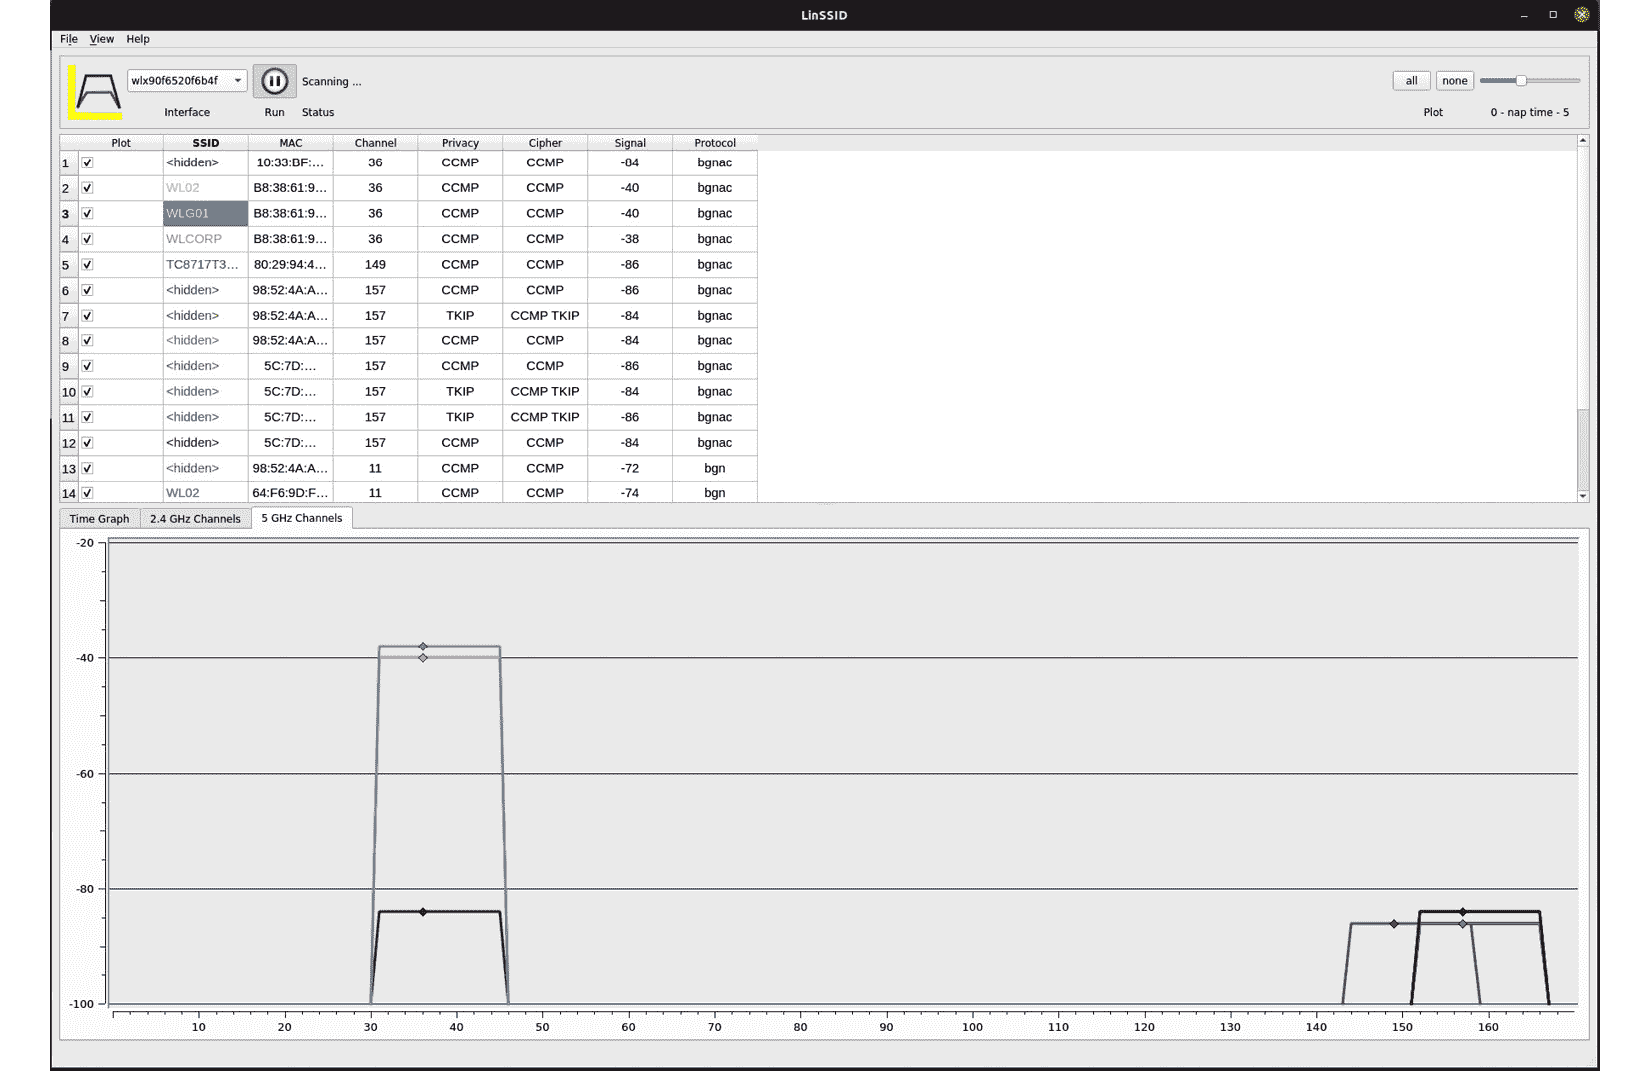 LinSSID
File View Help
wlx90f6520f6b4f Scanning ... all none
Interface Run Status Plot 0 - nap time - 5
Plot SSID MAC Channel Privacy Cipher Signal Protocol
1 <hidden> 10:33:BF:... 36 CCMP CCMP -84 bgnac
2 WL02 B8:38:61:9... 36 CCMP CCMP -40 bgnac
3 WLG01 B8:38:61:9... 36 CCMP CCMP -40 bgnac
4 WLCORP B8:38:61:9... 36 CCMP CCMP -38 bgnac
5 TC8717T3... 80:29:94:4... 149 CCMP CCMP -86 bgnac
6 <hidden> 98:52:4A:A... 157 CCMP CCMP -86 bgnac
7 <hidden> 98:52:4A:A... 157 TKIP CCMP TKIP -84 bgnac
8 <hidden> 98:52:4A:A... 157 CCMP CCMP -84 bgnac
9 <hidden> 5C:7D:... 157 CCMP CCMP -86 bgnac
10 <hidden> 5C:7D:... 157 TKIP CCMP TKIP -84 bgnac
11 <hidden> 5C:7D:... 157 TKIP CCMP TKIP -86 bgnac
12 <hidden> 5C:7D:... 157 CCMP CCMP -84 bgnac
13 <hidden> 98:52:4A:A... 11 CCMP CCMP -72 bgn
14 WL02 64:F6:9D:F... 11 CCMP CCMP -74 bgn
Time Graph 2.4 GHz Channels 5 GHz Channels
-20
-40
-60
-80
-100
10 20 30 40 50 60 70 80 90 100 110 120 130 140 150 160